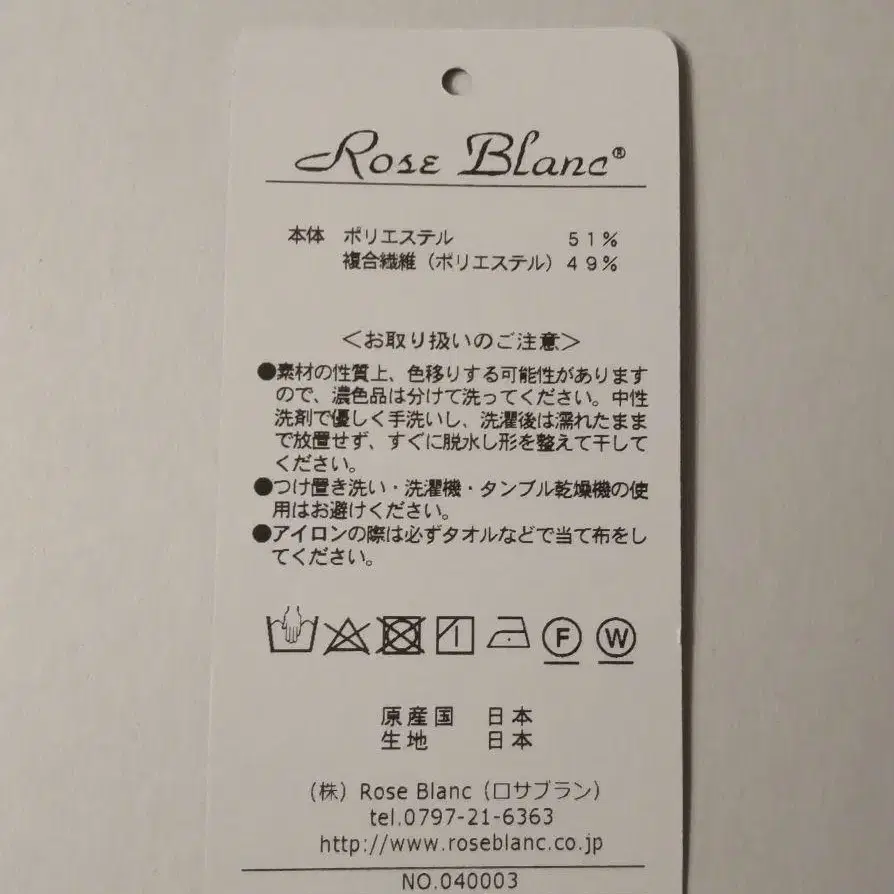 Rose Blanc®
本体 ポリエステル 51%
複合繊維(ポリエステル)49%
<お取り扱いのご注意>
●素材の性質上、色移りする可能性があります
ので、濃色品は分けて洗ってください。中性
洗剤で優しく手洗いし、洗濯後は濡れたまま
で放置せず、すぐに脱水し形を整えて干して
ください。
●つけ置き洗い・洗濯機・タンブル乾燥機の使
用はお避けください。
●アイロンの際は必ずタオルなどで当て布をし
てください。
F W
原産国 日本
生地 日本
(株)Rose Blanc(ロサブラン)
tel.0797-21-6363
http://www.roseblanc.co.jp
NO.040003